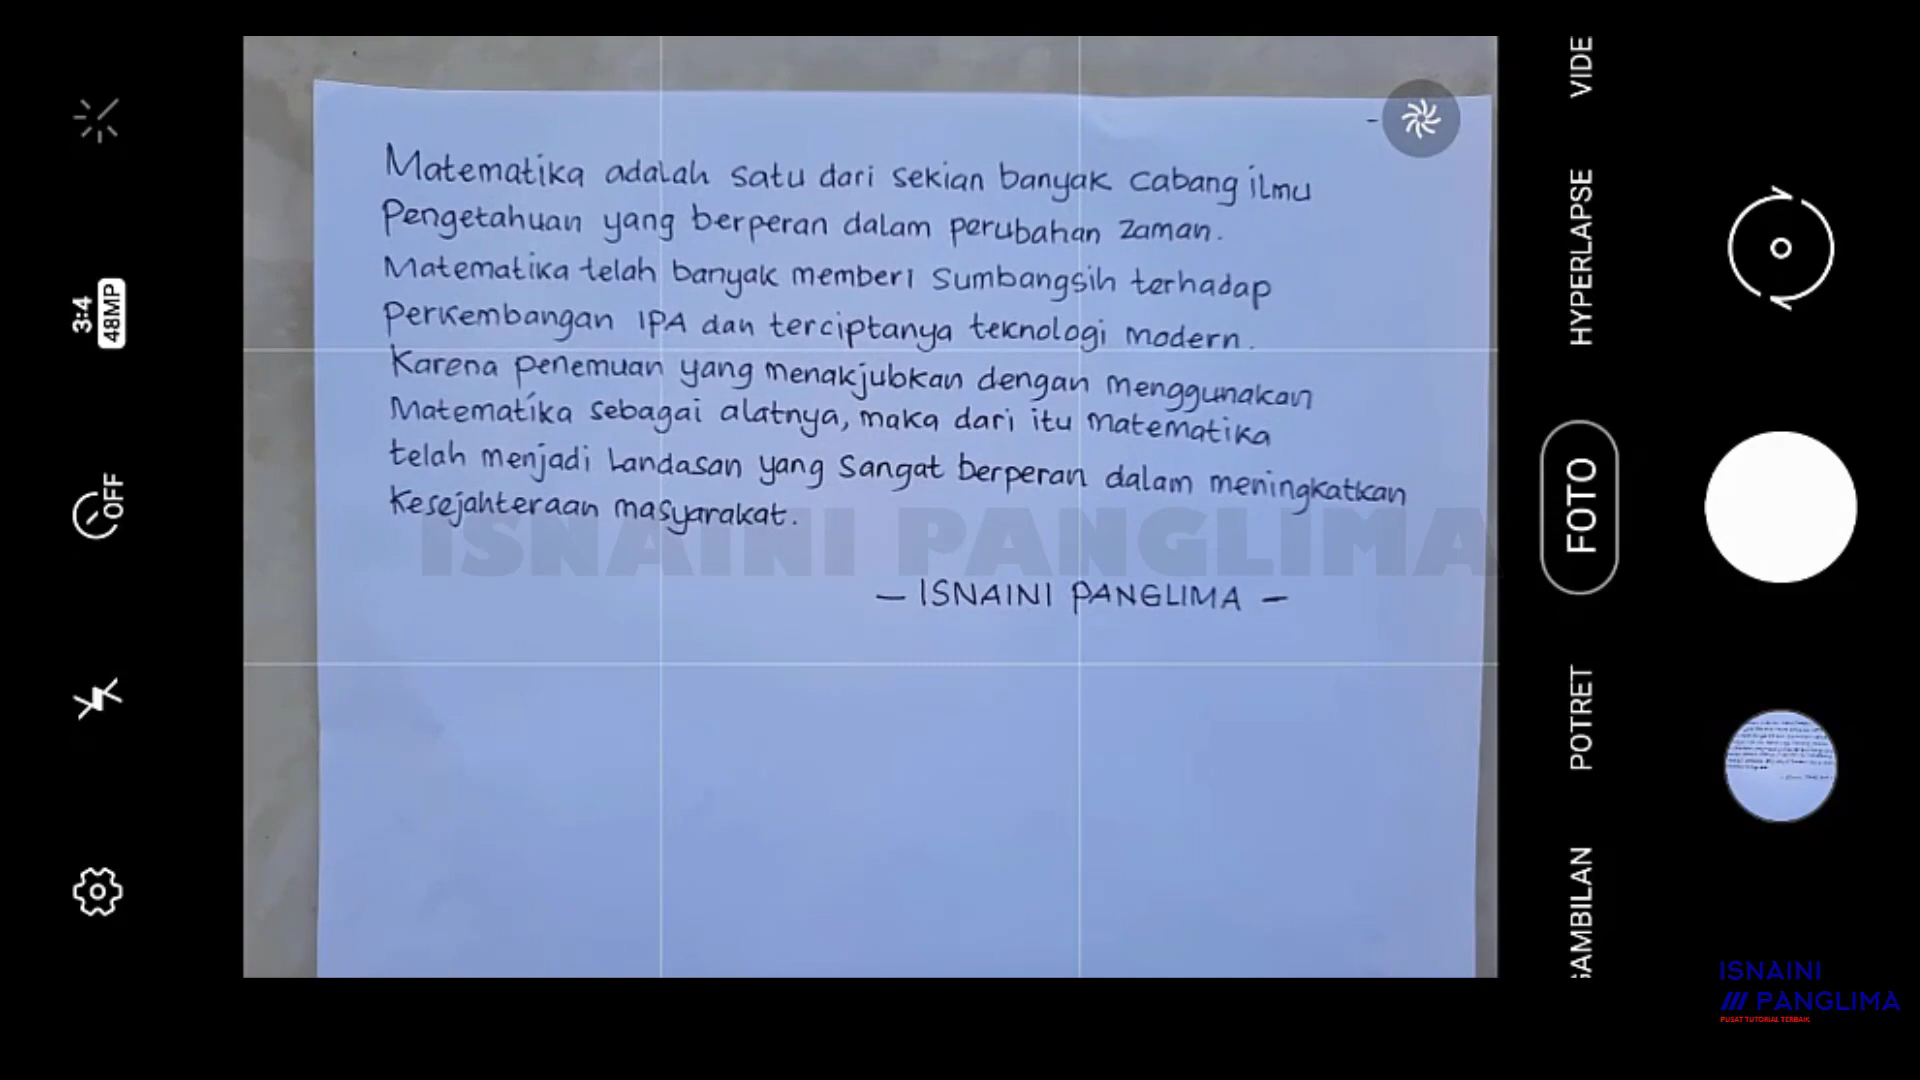 Matematika adalah satu dari sekian banyak cabang ilmu
Pengetahuan yang berperan dalam perubahan zaman.
Matematika telah banyak memberi sumbangsih terhadap
Perkembangan IPA dan terciptanya teknologi modern.
Karena penemuan yang menakjubkan dengan menggunakan
Matematika sebagai alatnya, maka dari itu matematika
telah menjadi landasan yang sangat berperan dalam meningkatkan
Kesejahteraan masyarakat.
ISNAINI PANGLIMA
— ISNAINI PANGLIMA —
3:4
48MP
OFF
VIDE
HYPERLAPSE
FOTO
POTRET
GAMBILAN
ISNAINI
/// PANGLIMA
PUSAT TUTORIAL TERBAIK